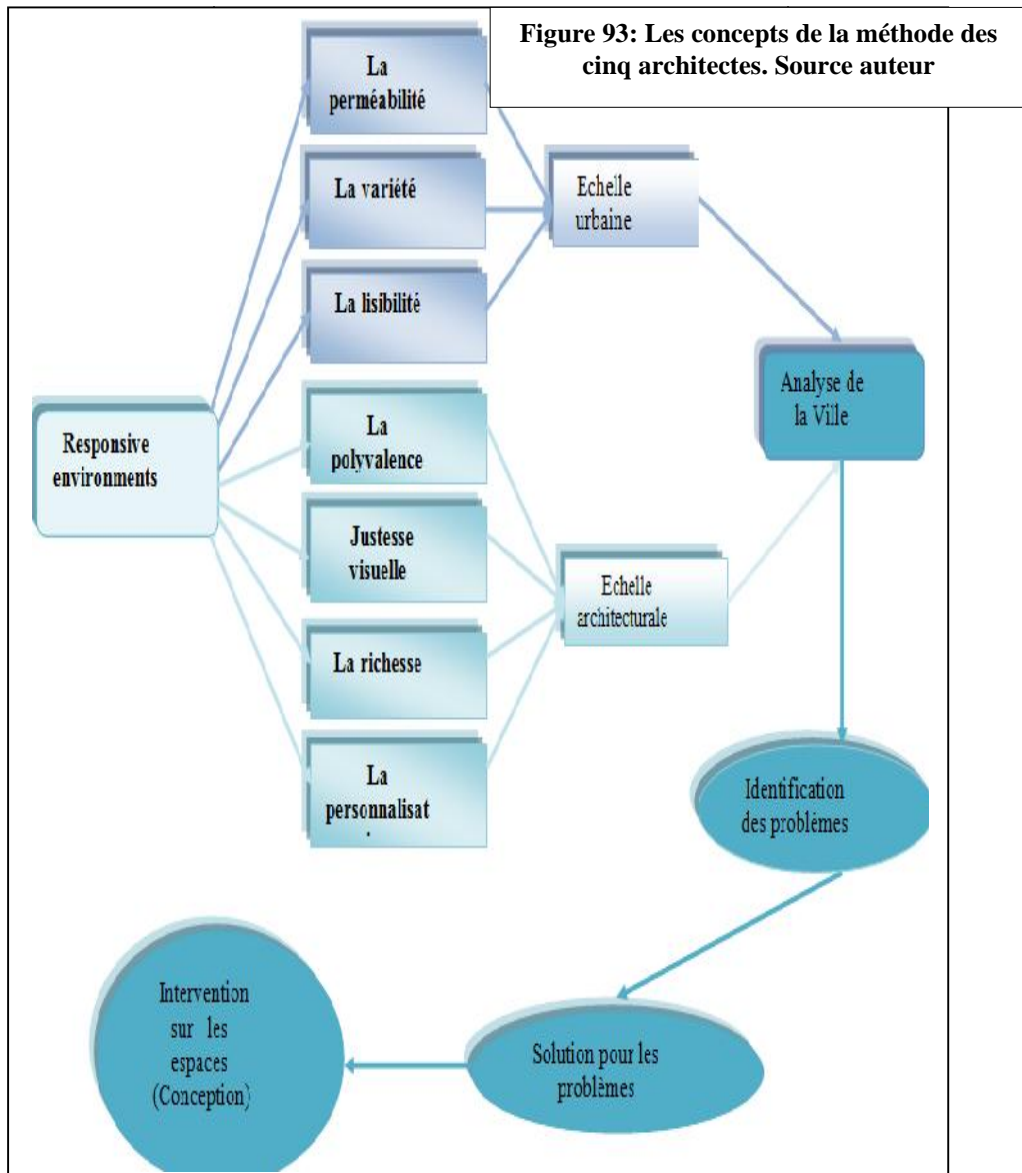 Figure 93: Les concepts de la méthode des
cinq architectes. Source auteur
La
perméabilité
La variété
Echelle
urbaine
La lisibilité
Analyse de
la Ville
Responsive
environments
La
polyvalence
Justesse
visuelle
Echelle
architecturale
La richesse
La
personnalisat
Identification
des problèmes
Intervention
sur les
espaces
(Conception)
Solution pour les
problèmes